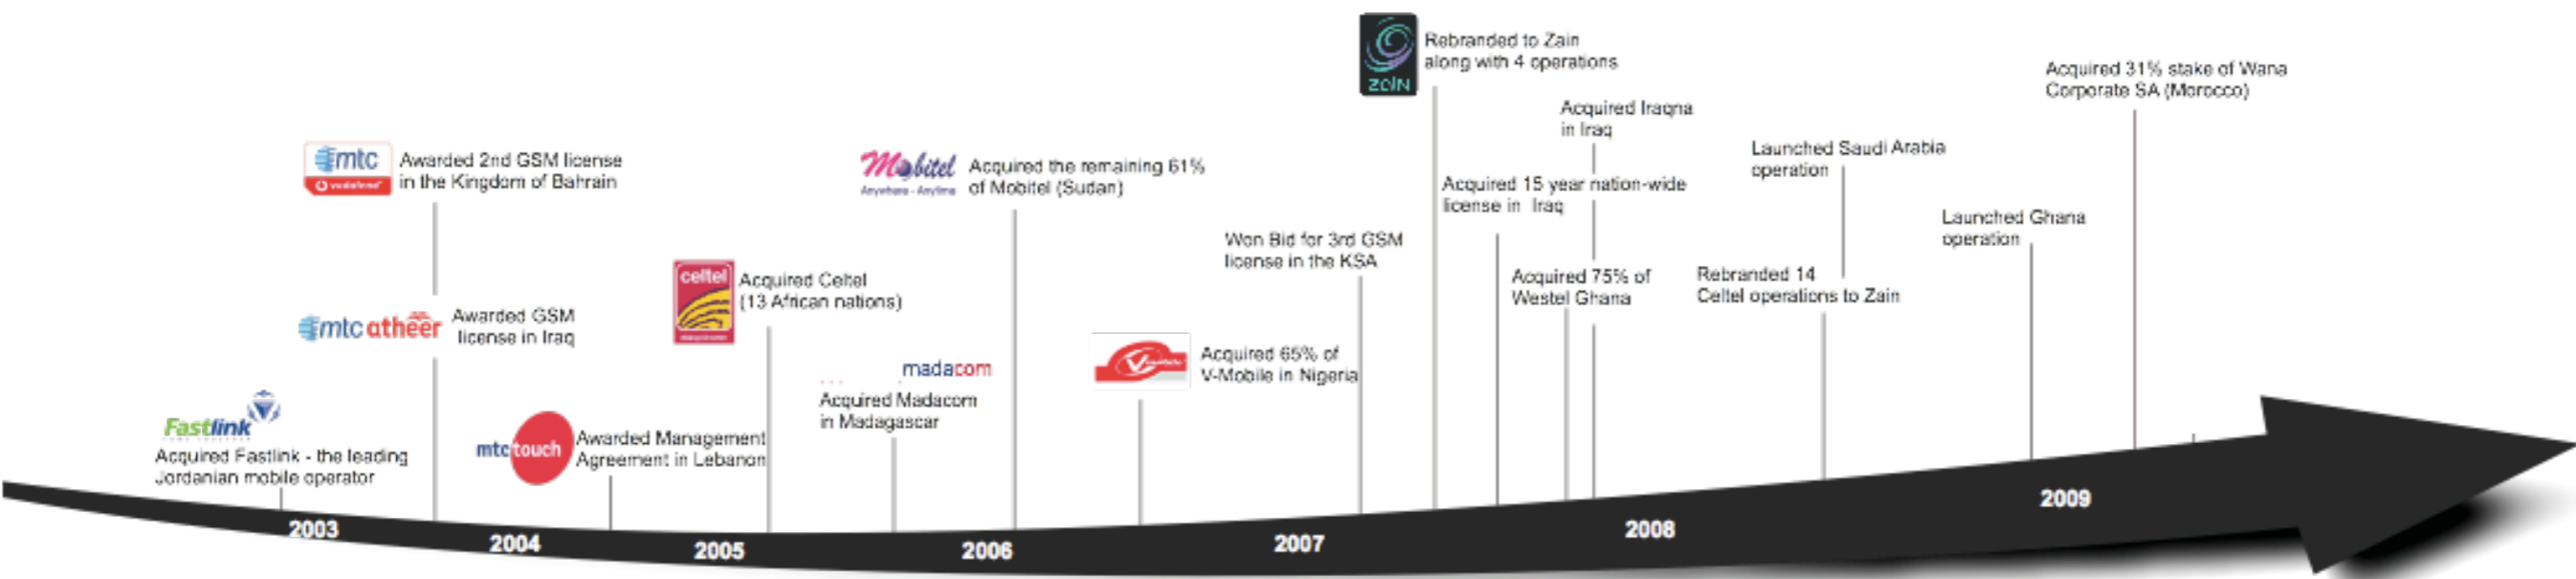 Fastlink
Acquired Fastlink - the leading
Jordanian mobile operator
mtc
vodafone
Awarded 2nd GSM license
in the Kingdom of Bahrain
mtc atheer
Awarded GSM
license in Iraq
mtc touch
Awarded Management
Agreement in Lebanon
celtel
Acquired Celtel
(13 African nations)
madacom
Acquired Madacom
in Madagascar
Mobitel
Anywhere - Anytime
Acquired the remaining 61%
of Mobitel (Sudan)
Acquired 65% of
V-Mobile in Nigeria
Won Bid for 3rd GSM
license in the KSA
ZAIN
Rebranded to Zain
along with 4 operations
Acquired 15 year nation-wide
license in Iraq
Acquired Iraqna
in Iraq
Acquired 75% of
Westel Ghana
Rebranded 14
Celtel operations to Zain
Launched Saudi Arabia
operation
Launched Ghana
operation
Acquired 31% stake of Wana
Corporate SA (Morocco)
2003
2004
2005
2006
2007
2008
2009